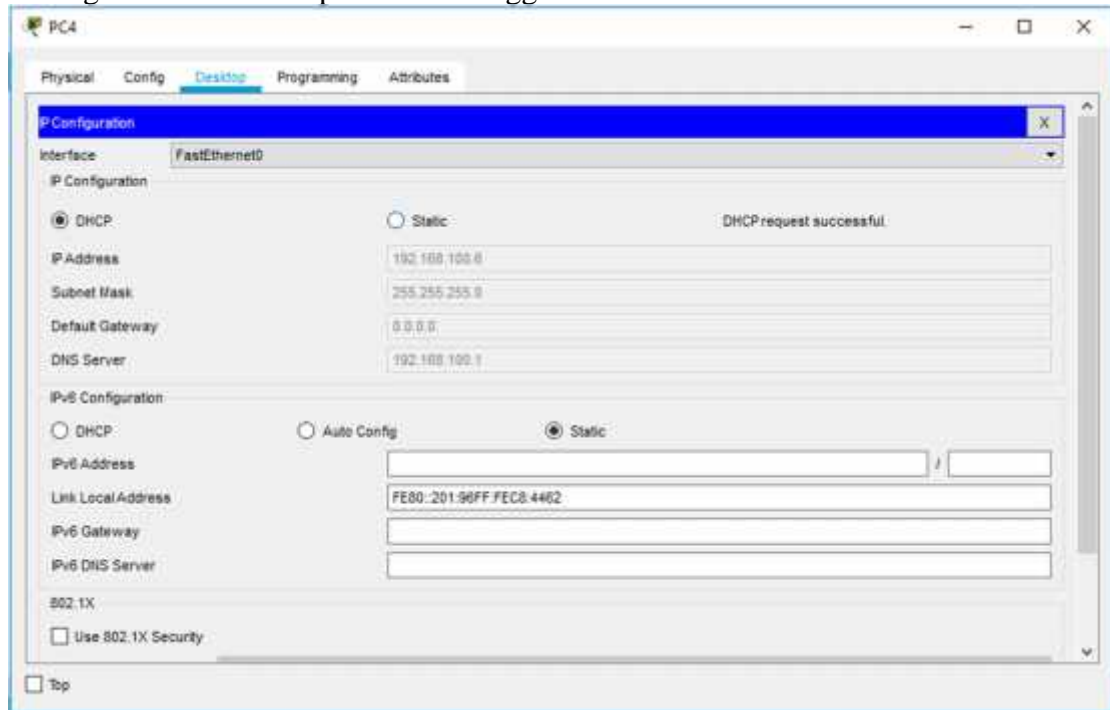 PC4
Physical Config Desktop Programming Attributes
IP Configuration X
Interface FastEthernet0
IP Configuration
DHCP Static DHCP request successful.
IP Address 192.168.100.6
Subnet Mask 255.255.255.0
Default Gateway 0.0.0.0
DNS Server 192.168.100.1
IPv6 Configuration
DHCP Auto Config Static
IPv6 Address /
Link Local Address FE80::201:96FF:FEC8:4462
IPv6 Gateway
IPv6 DNS Server
802.1X
Use 802.1X Security
Top